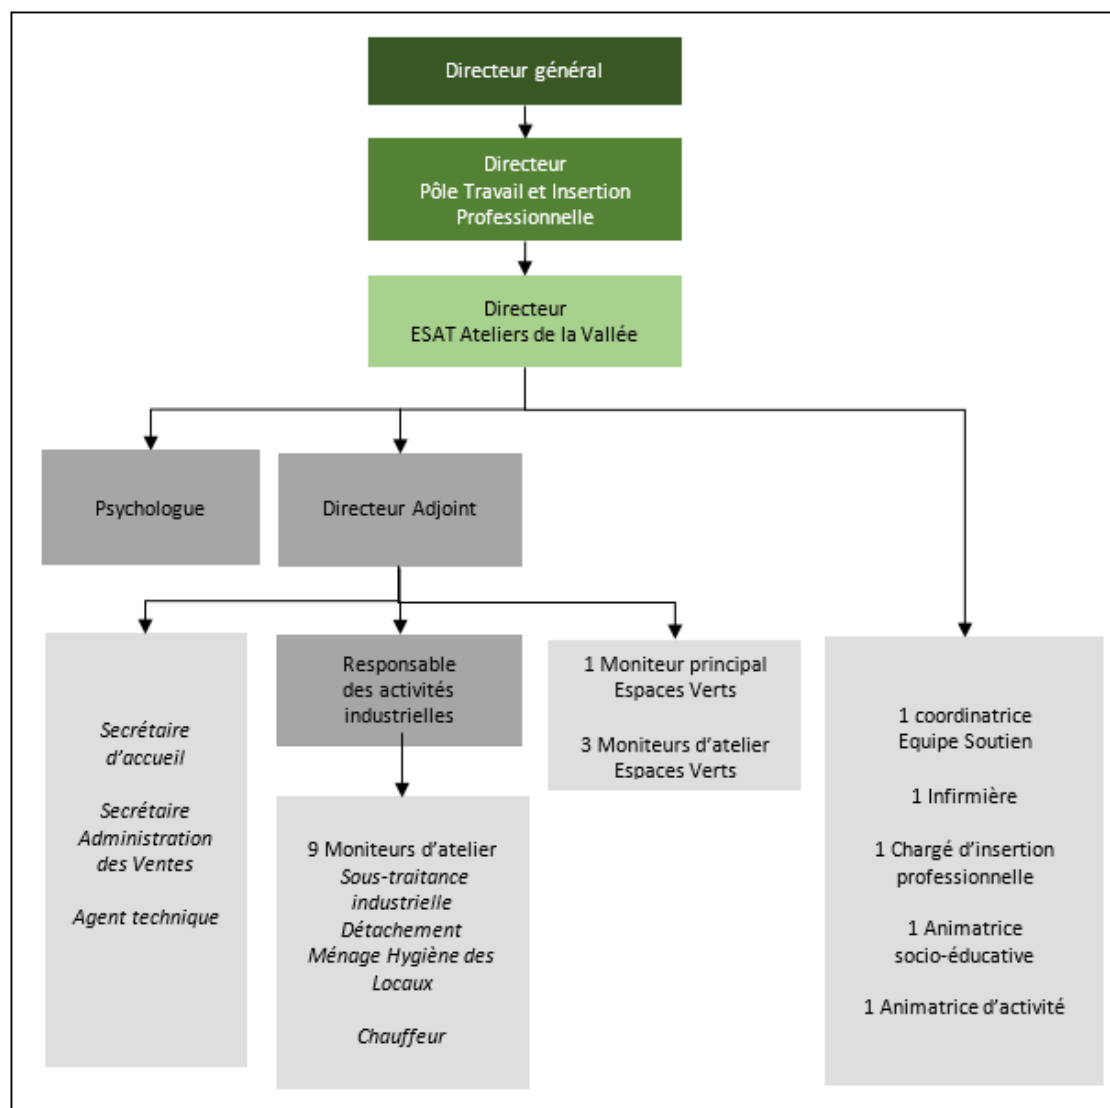 Directeur général
Directeur
Pôle Travail et Insertion
Professionnelle
Directeur
ESAT Ateliers de la Vallée
Psychologue
Directeur Adjoint
Secrétaire
d'accueil
Secrétaire
Administration
des Ventes
Agent technique
Responsable
des activités
industrielles
9 Moniteurs d'atelier
Sous-traitance
industrielle
Détachement
Ménage Hygiène des
Locaux
Chauffeur
1 Moniteur principal
Espaces Verts
3 Moniteurs d'atelier
Espaces Verts
1 coordinatrice
Equipe Soutien
1 Infirmière
1 Chargé d'insertion
professionnelle
1 Animatrice
socio-éducative
1 Animatrice d'activité